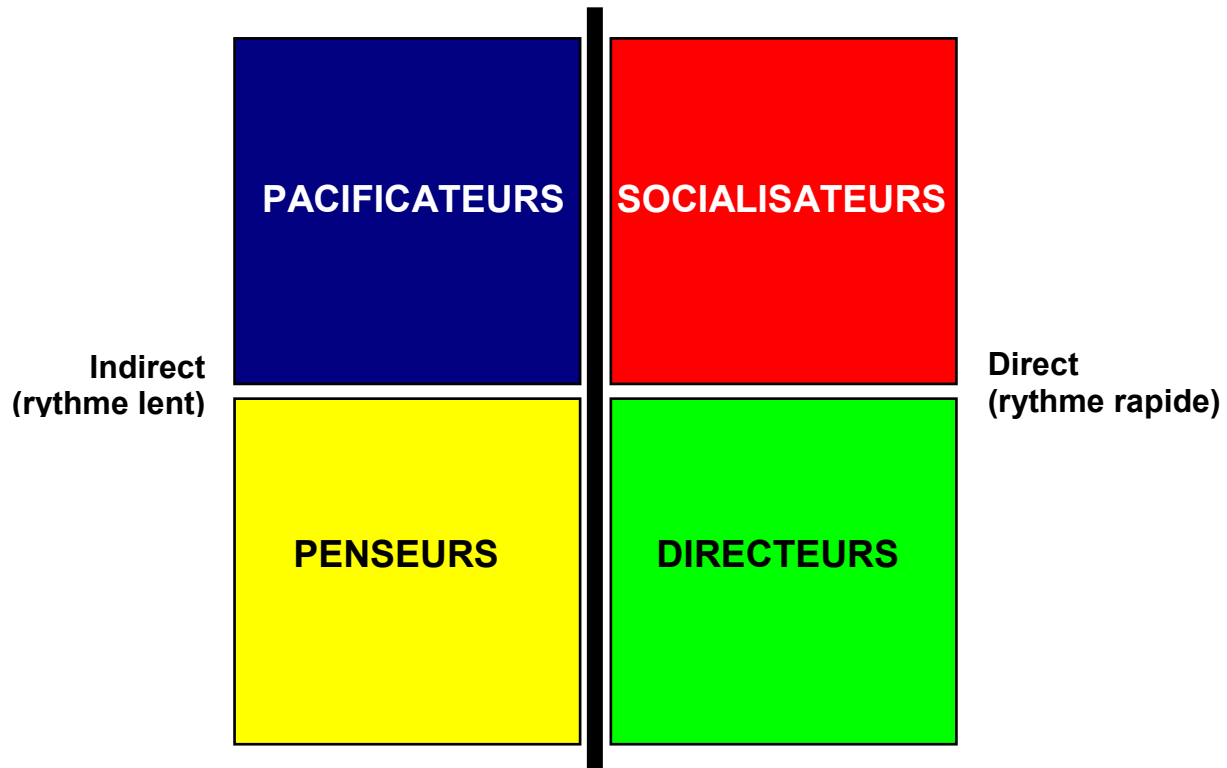 PACIFICATEURS
SOCIALISATEURS
Indirect
(rythme lent)
Direct
(rythme rapide)
PENSEURS
DIRECTEURS